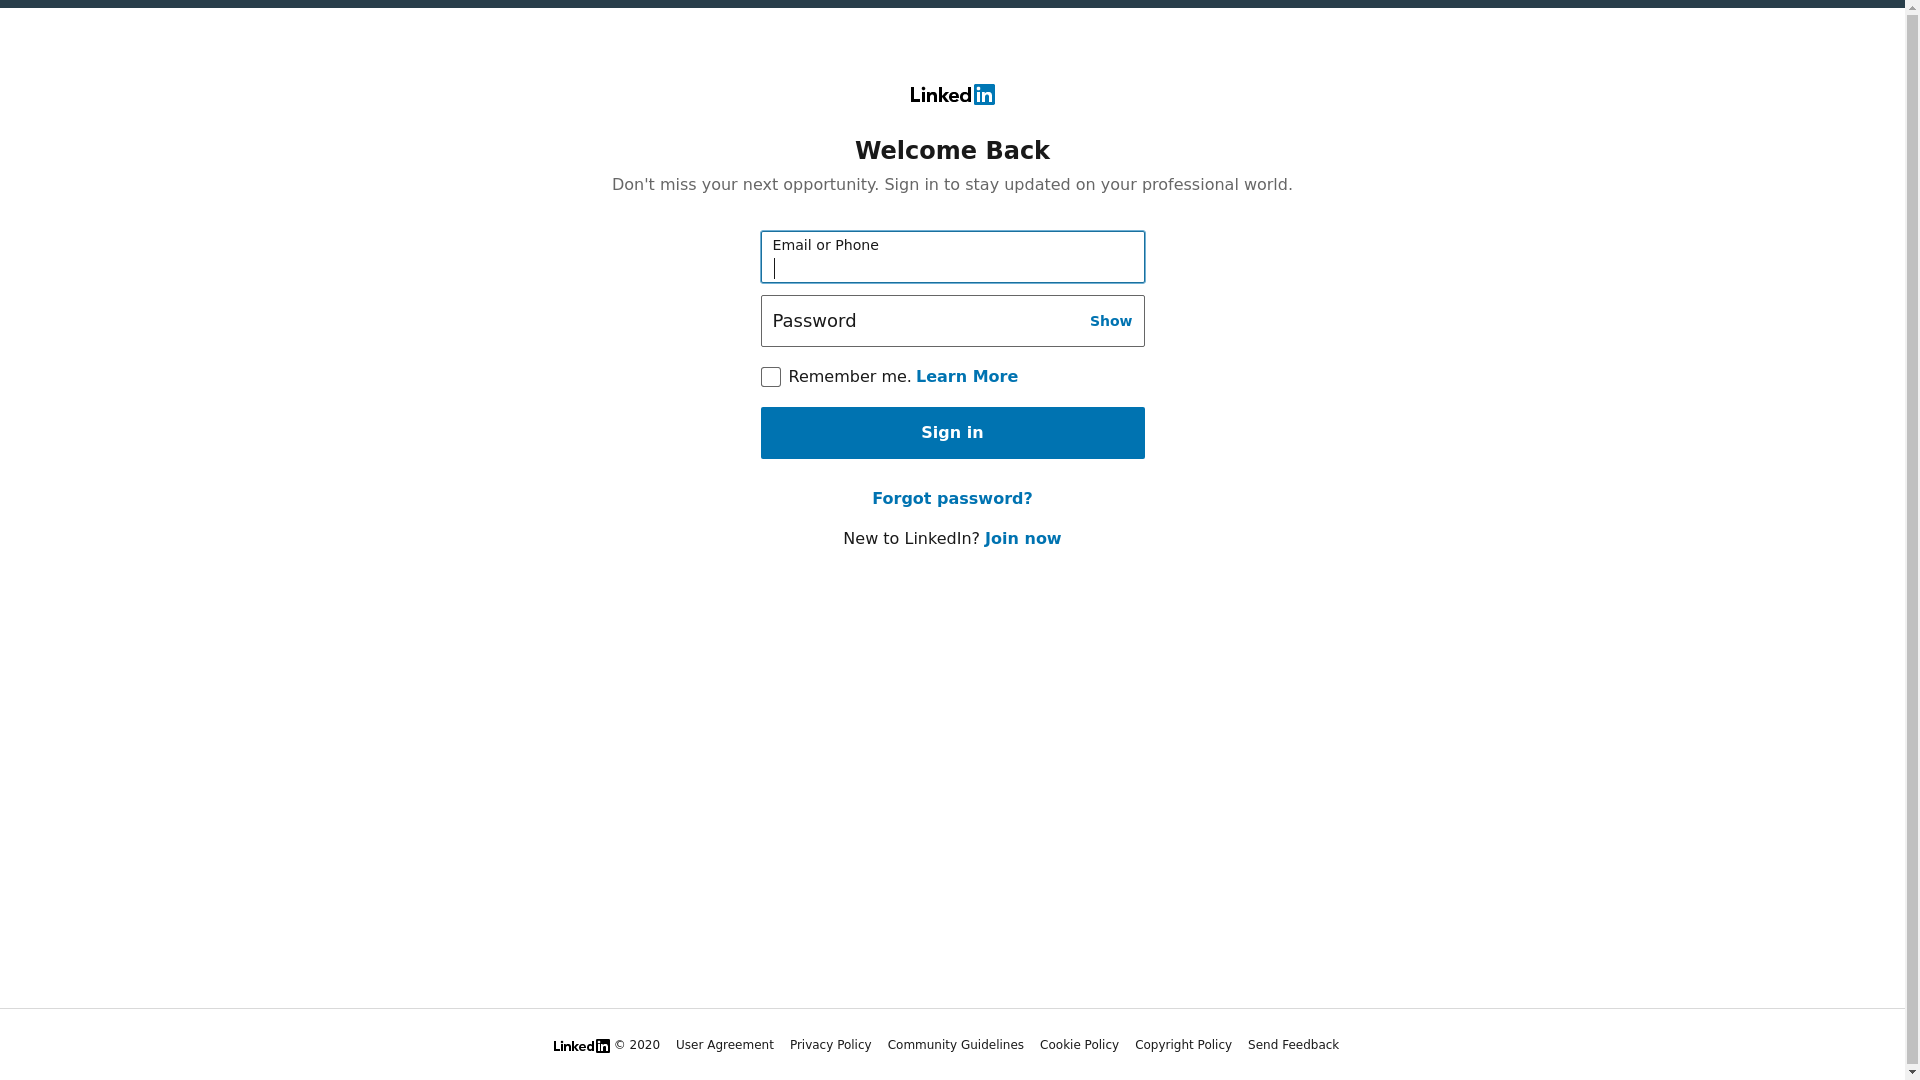 Linkedin
Welcome Back
Don't miss your next opportunity. Sign in to stay updated on your professional world.
Email or Phone
Password Show
Remember me. Learn More
Sign in
Forgot password?
New to LinkedIn? Join now
Linkedin © 2020 User Agreement Privacy Policy Community Guidelines Cookie Policy Copyright Policy Send Feedback